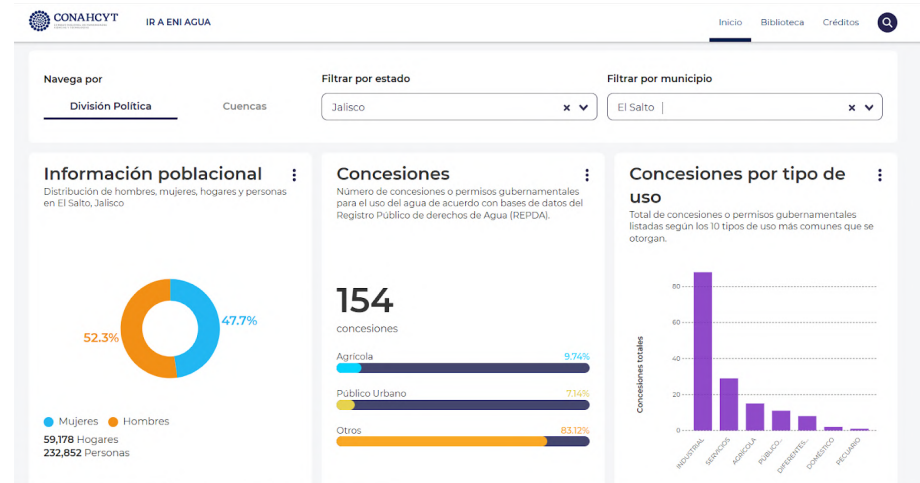 CONAHCYT
IR A ENI AGUA
Inicio
Biblioteca
Créditos
Navega por
División Política
Cuencas
Filtrar por estado
Jalisco
Filtrar por municipio
El Salto
Información poblacional
Distribución de hombres, mujeres, hogares y personas
en El Salto, Jalisco
52.3%
47.7%
Mujeres
Hombres
59,178 Hogares
232,852 Personas
Concesiones
Número de concesiones o permisos gubernamentales
para el uso del agua de acuerdo con bases de datos del
Registro Público de derechos de Agua (REPDA).
154
concesiones
Agrícola
9.74%
Público Urbano
7.14%
Otros
83.12%
Concesiones por tipo de
uso
Total de concesiones o permisos gubernamentales
listadas según los 10 tipos de uso más comunes que se
otorgan.
Concesiones totales
80
60
40
20
0
INDUSTRIAL
SERVICIOS
AGRICOLA
PUBLICO...
DIFERENTES...
DOMESTICO
PECUARIO